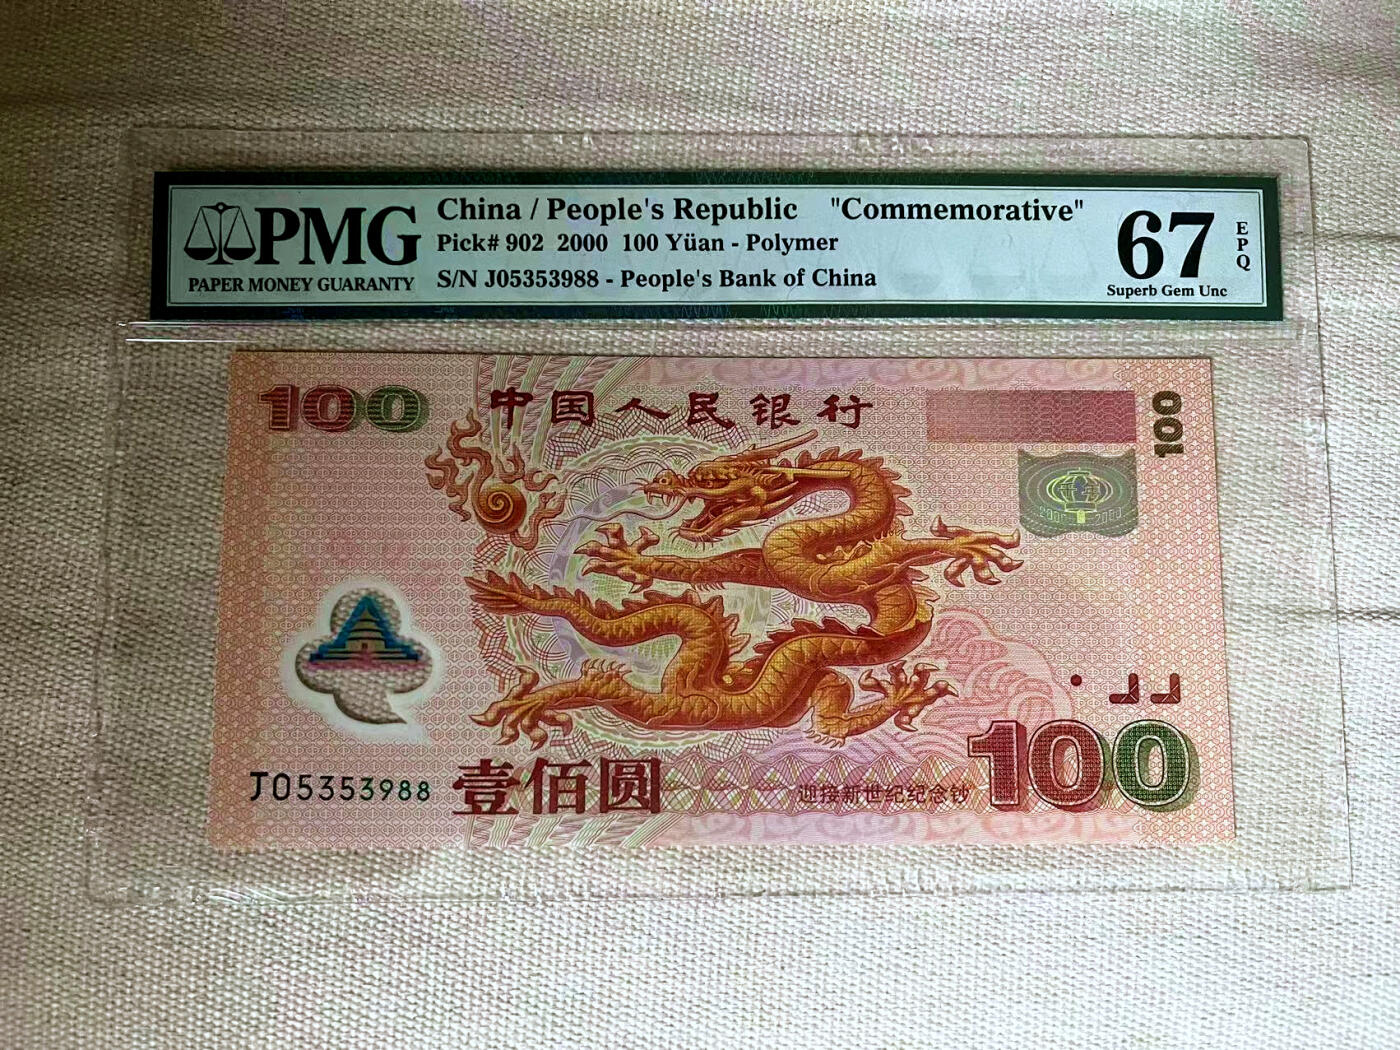 PMG
PAPER MONEY GUARANTY
China / People's Republic "Commemorative"
Pick# 902 2000 100 Yüan - Polymer
S/N J05353988 - People's Bank of China
67
EPQ
Superb Gem Unc
100
中国人民银行
100
2000 2000
J05353988
壹佰圆
迎接新世纪纪念钞
100